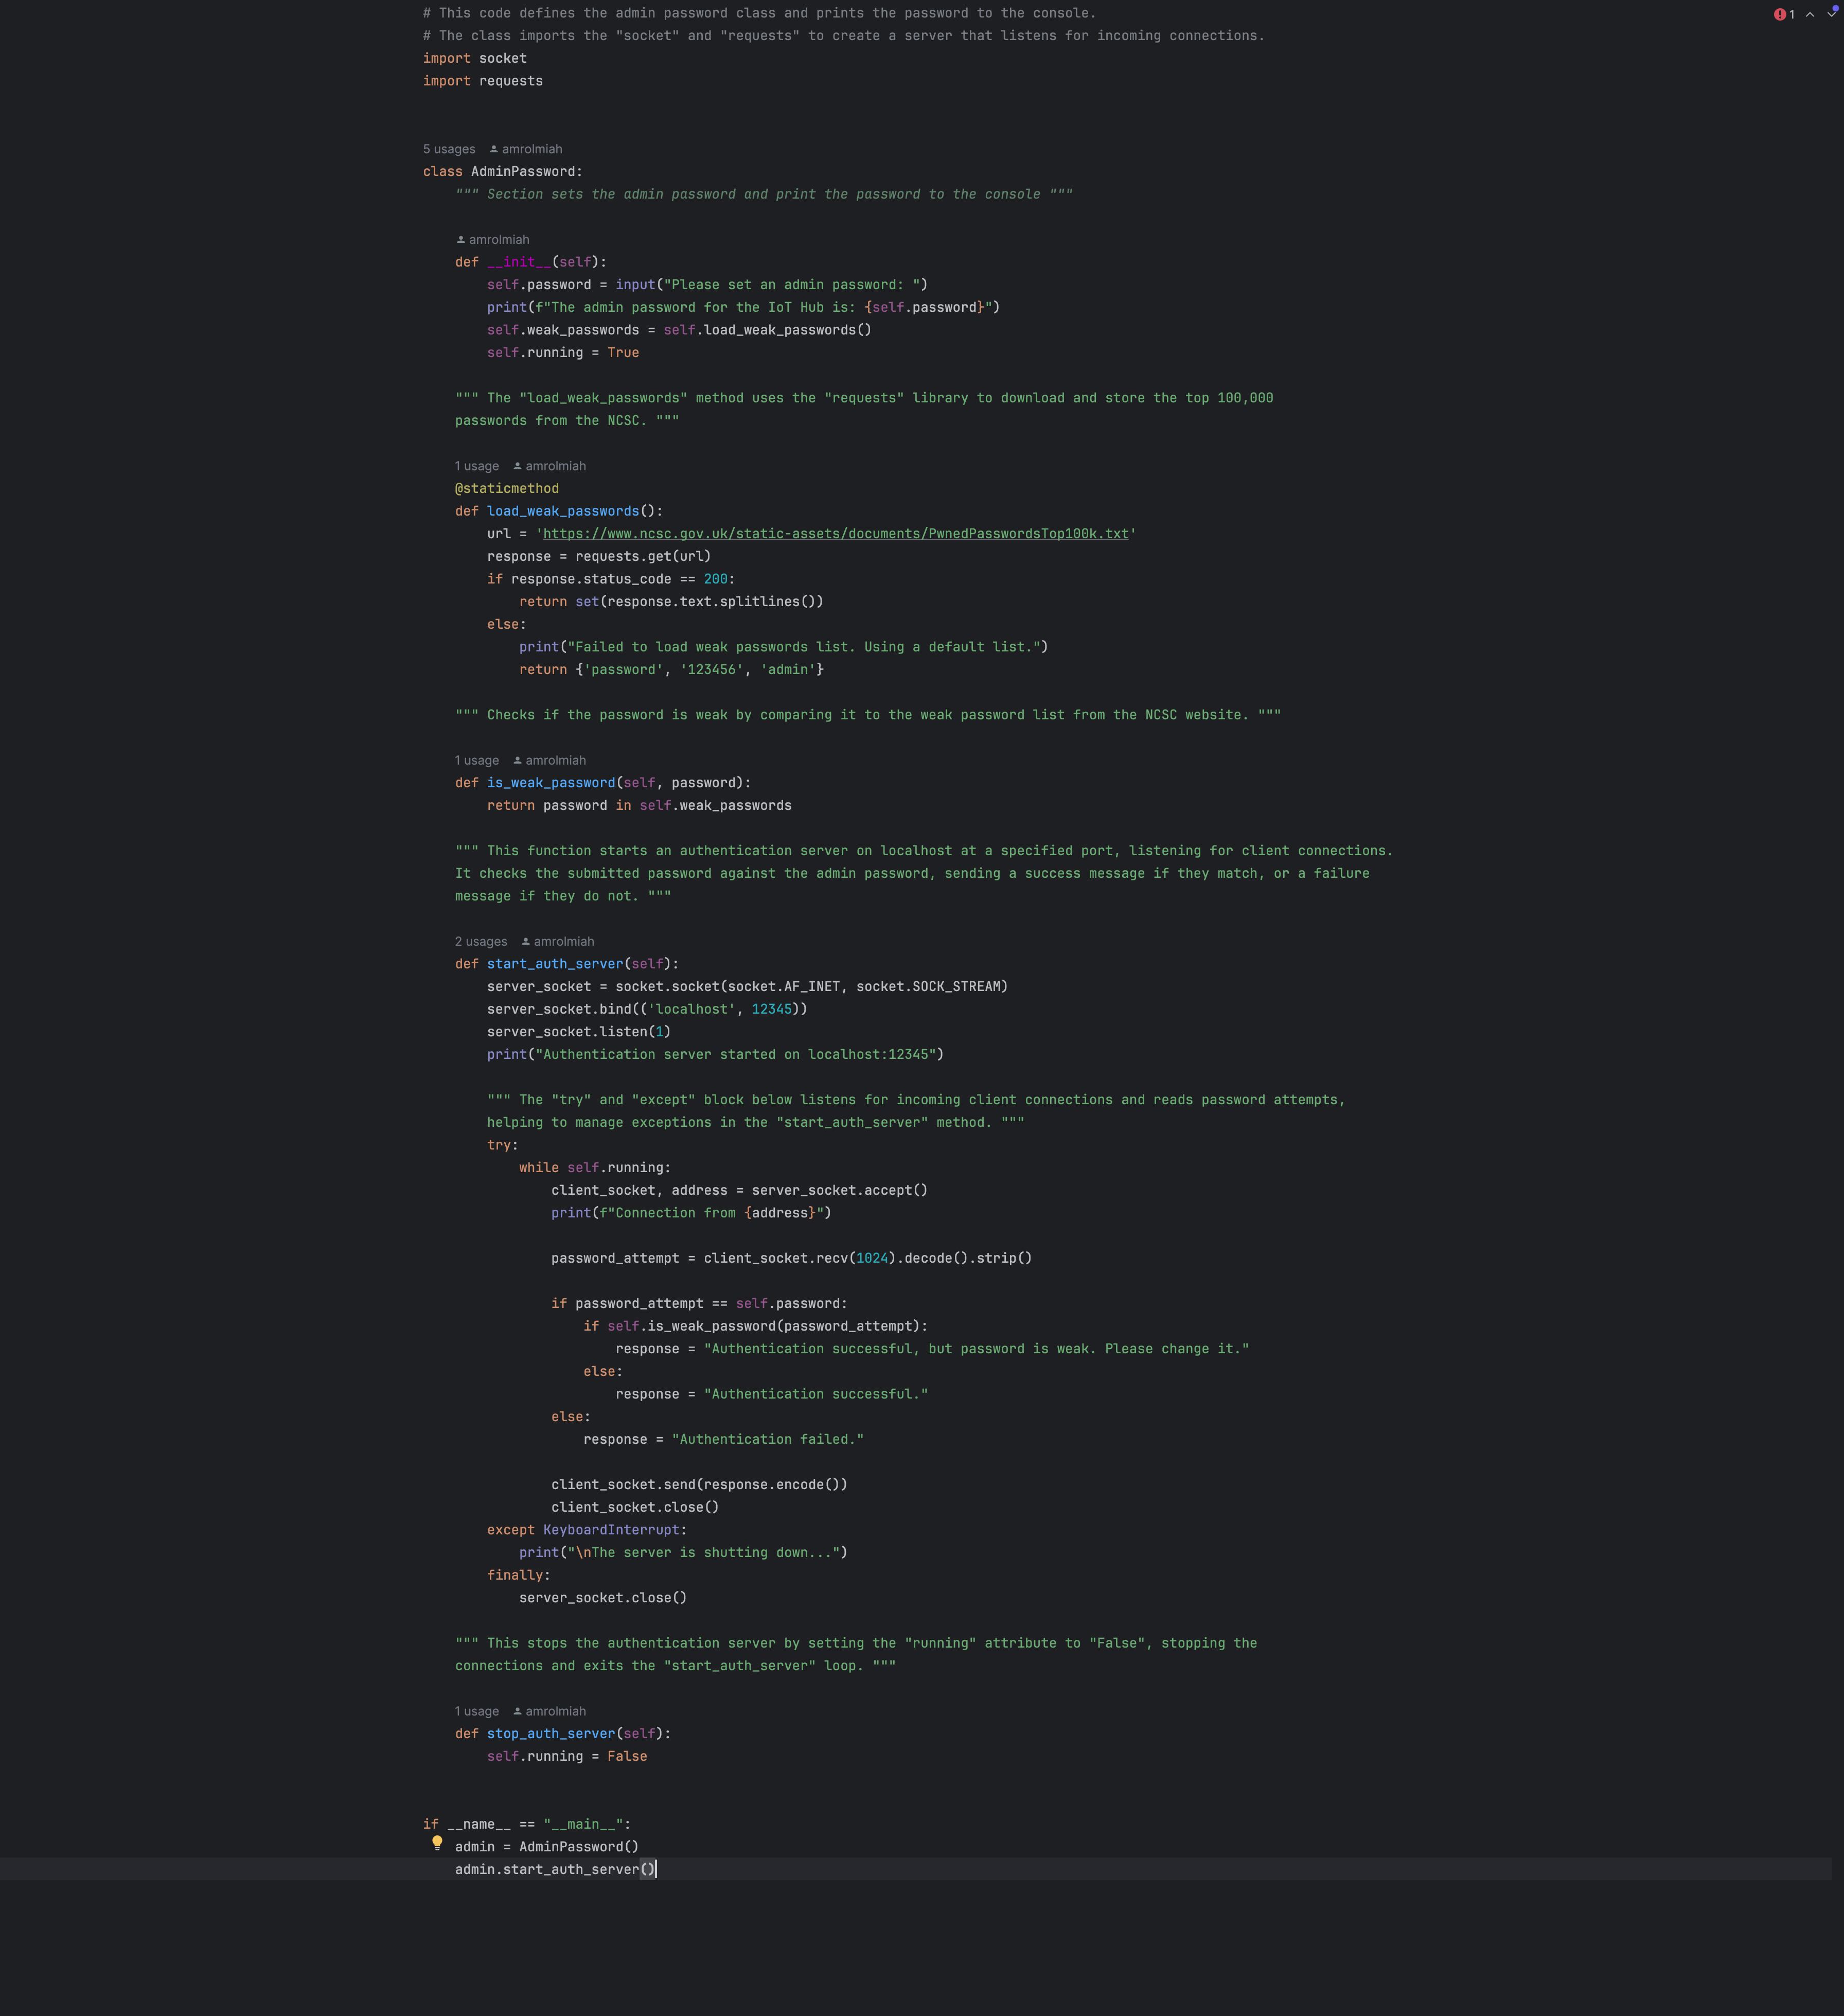 # This code defines the admin password class and prints the password to the console.
# The class imports the "socket" and "requests" to create a server that listens for incoming connections.
1
import socket
import requests
5 usages amrolmiah
class AdminPassword:
    """ Section sets the admin password and print the password to the console """
    amrolmiah
    def __init__(self):
        self.password = input("Please set an admin password: ")
        print(f"The admin password for the IoT Hub is: {self.password}")
        self.weak_passwords = self.load_weak_passwords()
        self.running = True
    """ The "load_weak_passwords" method uses the "requests" library to download and store the top 100,000
    passwords from the NCSC. """
    1 usage amrolmiah
    @staticmethod
    def load_weak_passwords():
        url = 'https://www.ncsc.gov.uk/static-assets/documents/PwnedPasswordsTop100k.txt'
        response = requests.get(url)
        if response.status_code == 200:
            return set(response.text.splitlines())
        else:
            print("Failed to load weak passwords list. Using a default list.")
            return {'password', '123456', 'admin'}
    """ Checks if the password is weak by comparing it to the weak password list from the NCSC website. """
    1 usage amrolmiah
    def is_weak_password(self, password):
        return password in self.weak_passwords
    """ This function starts an authentication server on localhost at a specified port, listening for client connections.
    It checks the submitted password against the admin password, sending a success message if they match, or a failure
    message if they do not. """
    2 usages amrolmiah
    def start_auth_server(self):
        server_socket = socket.socket(socket.AF_INET, socket.SOCK_STREAM)
        server_socket.bind(('localhost', 12345))
        server_socket.listen(1)
        print("Authentication server started on localhost:12345")
        """ The "try" and "except" block below listens for incoming client connections and reads password attempts,
        helping to manage exceptions in the "start_auth_server" method. """
        try:
            while self.running:
                client_socket, address = server_socket.accept()
                print(f"Connection from {address}")
                password_attempt = client_socket.recv(1024).decode().strip()
                if password_attempt == self.password:
                    if self.is_weak_password(password_attempt):
                        response = "Authentication successful, but password is weak. Please change it."
                    else:
                        response = "Authentication successful."
                else:
                    response = "Authentication failed."
                client_socket.send(response.encode())
                client_socket.close()
        except KeyboardInterrupt:
            print("\nThe server is shutting down...")
        finally:
            server_socket.close()
    """ This stops the authentication server by setting the "running" attribute to "False", stopping the
    connections and exits the "start_auth_server" loop. """
    1 usage amrolmiah
    def stop_auth_server(self):
        self.running = False
if __name__ == "__main__":
    admin = AdminPassword()
    admin.start_auth_server()